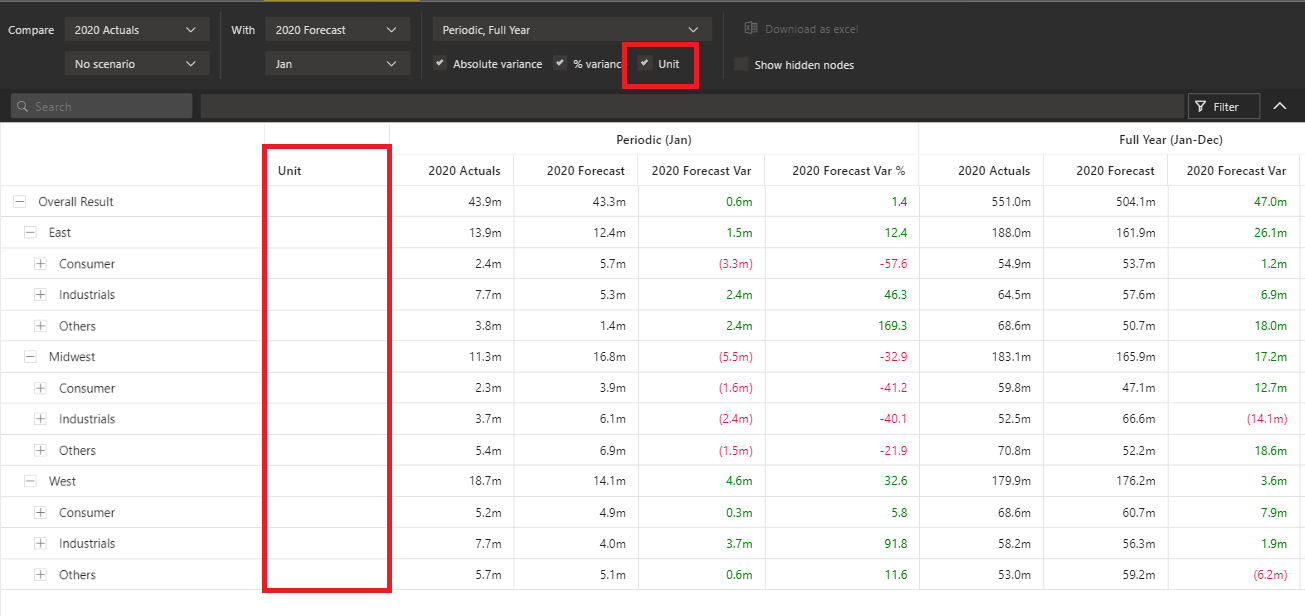 Compare 2020 Actuals With 2020 Forecast Periodic, Full Year Download as excel
No scenario Jan Absolute variance % varianc Unit Show hidden nodes
Search Filter
Periodic (Jan) Full Year (Jan-Dec)
Unit 2020 Actuals 2020 Forecast 2020 Forecast Var 2020 Forecast Var % 2020 Actuals 2020 Forecast 2020 Forecast Var
Overall Result 43.9m 43.3m 0.6m 1.4 551.0m 504.1m 47.0m
East 13.9m 12.4m 1.5m 12.4 188.0m 161.9m 26.1m
Consumer 2.4m 5.7m (3.3m) -57.6 54.9m 53.7m 1.2m
Industrials 7.7m 5.3m 2.4m 46.3 64.5m 57.6m 6.9m
Others 3.8m 1.4m 2.4m 169.3 68.6m 50.7m 18.0m
Midwest 11.3m 16.8m (5.5m) -32.9 183.1m 165.9m 17.2m
Consumer 2.3m 3.9m (1.6m) -41.2 59.8m 47.1m 12.7m
Industrials 3.7m 6.1m (2.4m) -40.1 52.5m 66.6m (14.1m)
Others 5.4m 6.9m (1.5m) -21.9 70.8m 52.2m 18.6m
West 18.7m 14.1m 4.6m 32.6 179.9m 176.2m 3.6m
Consumer 5.2m 4.9m 0.3m 5.8 68.6m 60.7m 7.9m
Industrials 7.7m 4.0m 3.7m 91.8 58.2m 56.3m 1.9m
Others 5.7m 5.1m 0.6m 11.6 53.0m 59.2m (6.2m)